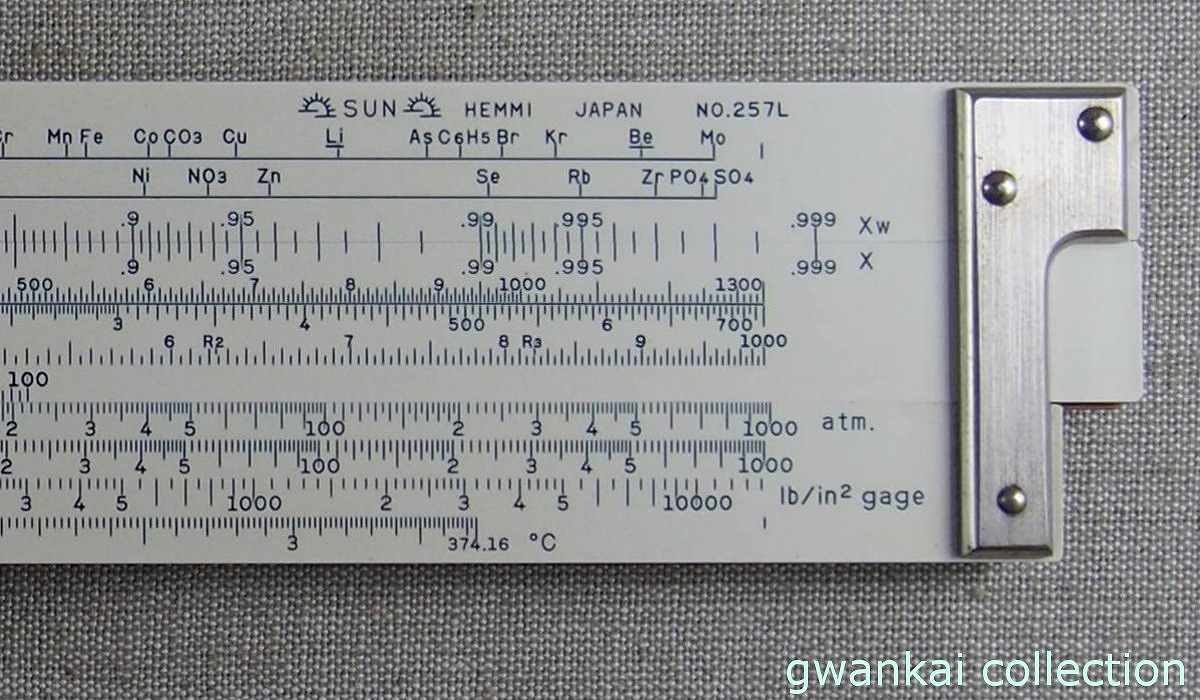 SUN HEMMI JAPAN NO.257L
Mn Fe Co CO3 Cu Li As C6H5 Br Kr Be Mo
Ni NO3 Zn Se Rb Zr PO4 SO4
.9 .95 .99 .995 .999 Xw
.9 .95 .99 .995 .999 X
500 6 7 8 9 1000 1300
3 4 500 6 700
6 R2 7 8 R3 9 1000
100
2 3 4 5 100 2 3 4 5 1000 atm.
2 3 4 5 100 2 3 4 5 1000
3 4 5 1000 2 3 4 5 10000 lb/in² gage
3 374.16 °C
gwankai collection